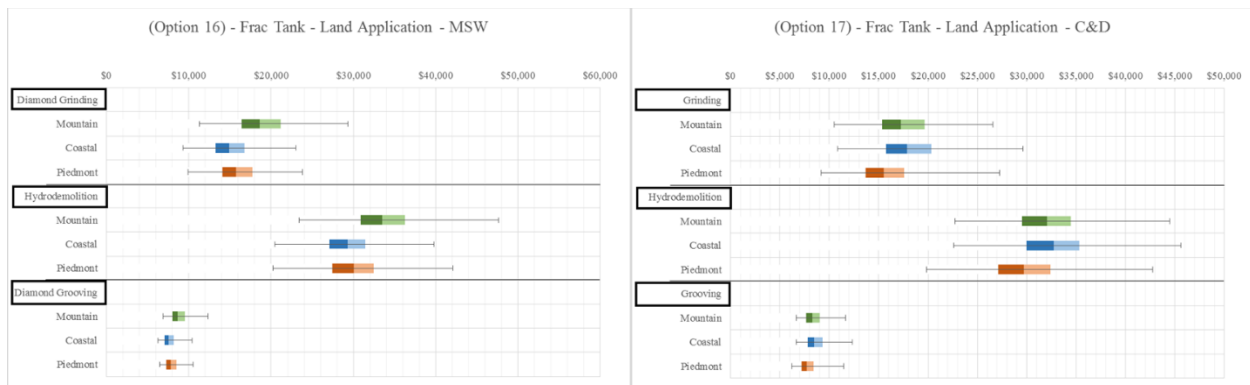 (Option 16) - Frac Tank - Land Application - MSW
$0 $10,000 $20,000 $30,000 $40,000 $50,000 $60,000
Diamond Grinding
Mountain
Coastal
Piedmont
Hydrodemolition
Mountain
Coastal
Piedmont
Diamond Grooving
Mountain
Coastal
Piedmont
(Option 17) - Frac Tank - Land Application - C&D
$0 $5,000 $10,000 $15,000 $20,000 $25,000 $30,000 $35,000 $40,000 $45,000 $50,000
Grinding
Mountain
Coastal
Piedmont
Hydrodemolition
Mountain
Coastal
Piedmont
Grooving
Mountain
Coastal
Piedmont